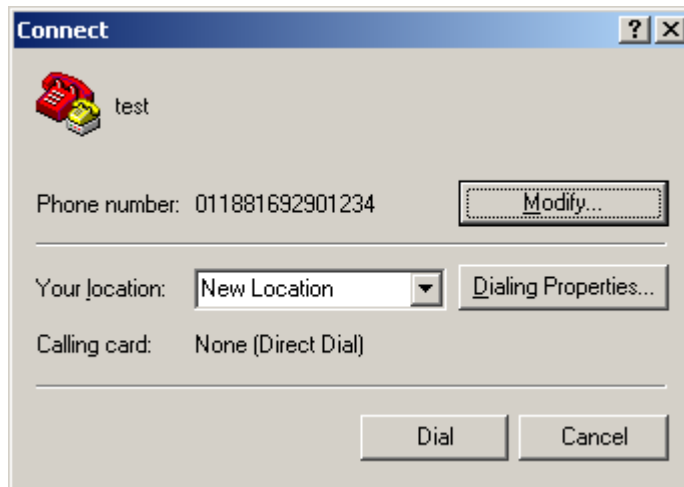 Connect
test
Phone number: 011881692901234 Modify...
Your location: New Location Dialing Properties...
Calling card: None (Direct Dial)
Dial Cancel